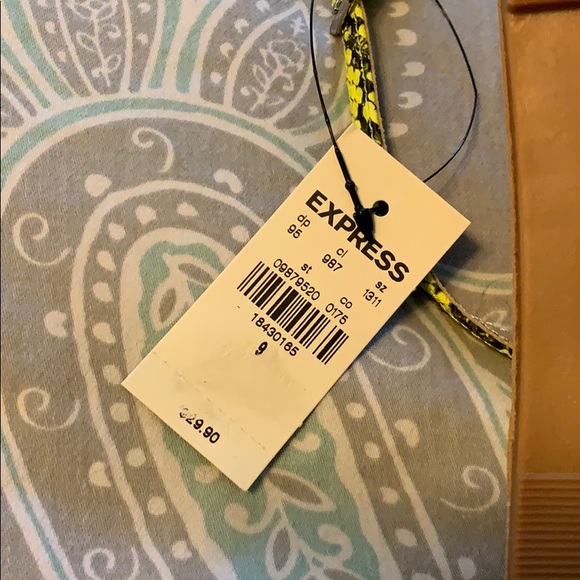 EXPRESS
dp cl sz
95 987 1311
st co
09879520 0175
18430165
9
$29.90